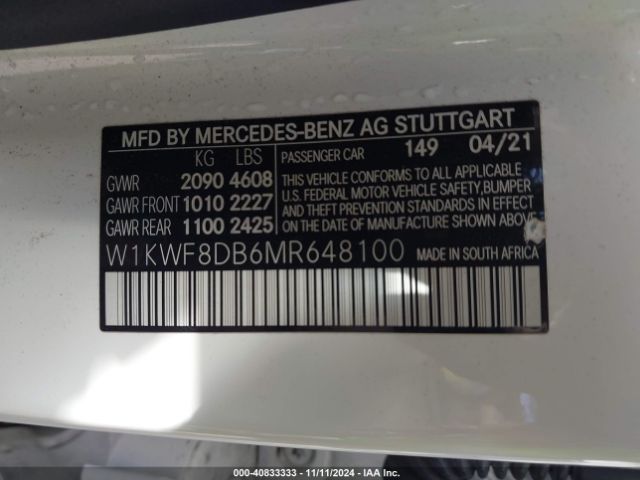 MFD BY MERCEDES-BENZ AG STUTTGART
KG LBS PASSENGER CAR 149 04/21
GVWR 2090 4608
GAWR FRONT 1010 2227
GAWR REAR 1100 2425
THIS VEHICLE CONFORMS TO ALL APPLICABLE
U.S. FEDERAL MOTOR VEHICLE SAFETY,BUMPER
AND THEFT PREVENTION STANDARDS IN EFFECT
ON THE DATE OF MANUFACTURE SHOWN ABOVE.
W1KWF8DB6MR648100 MADE IN SOUTH AFRICA
000-40833333 - 11/11/2024 - IAA Inc.